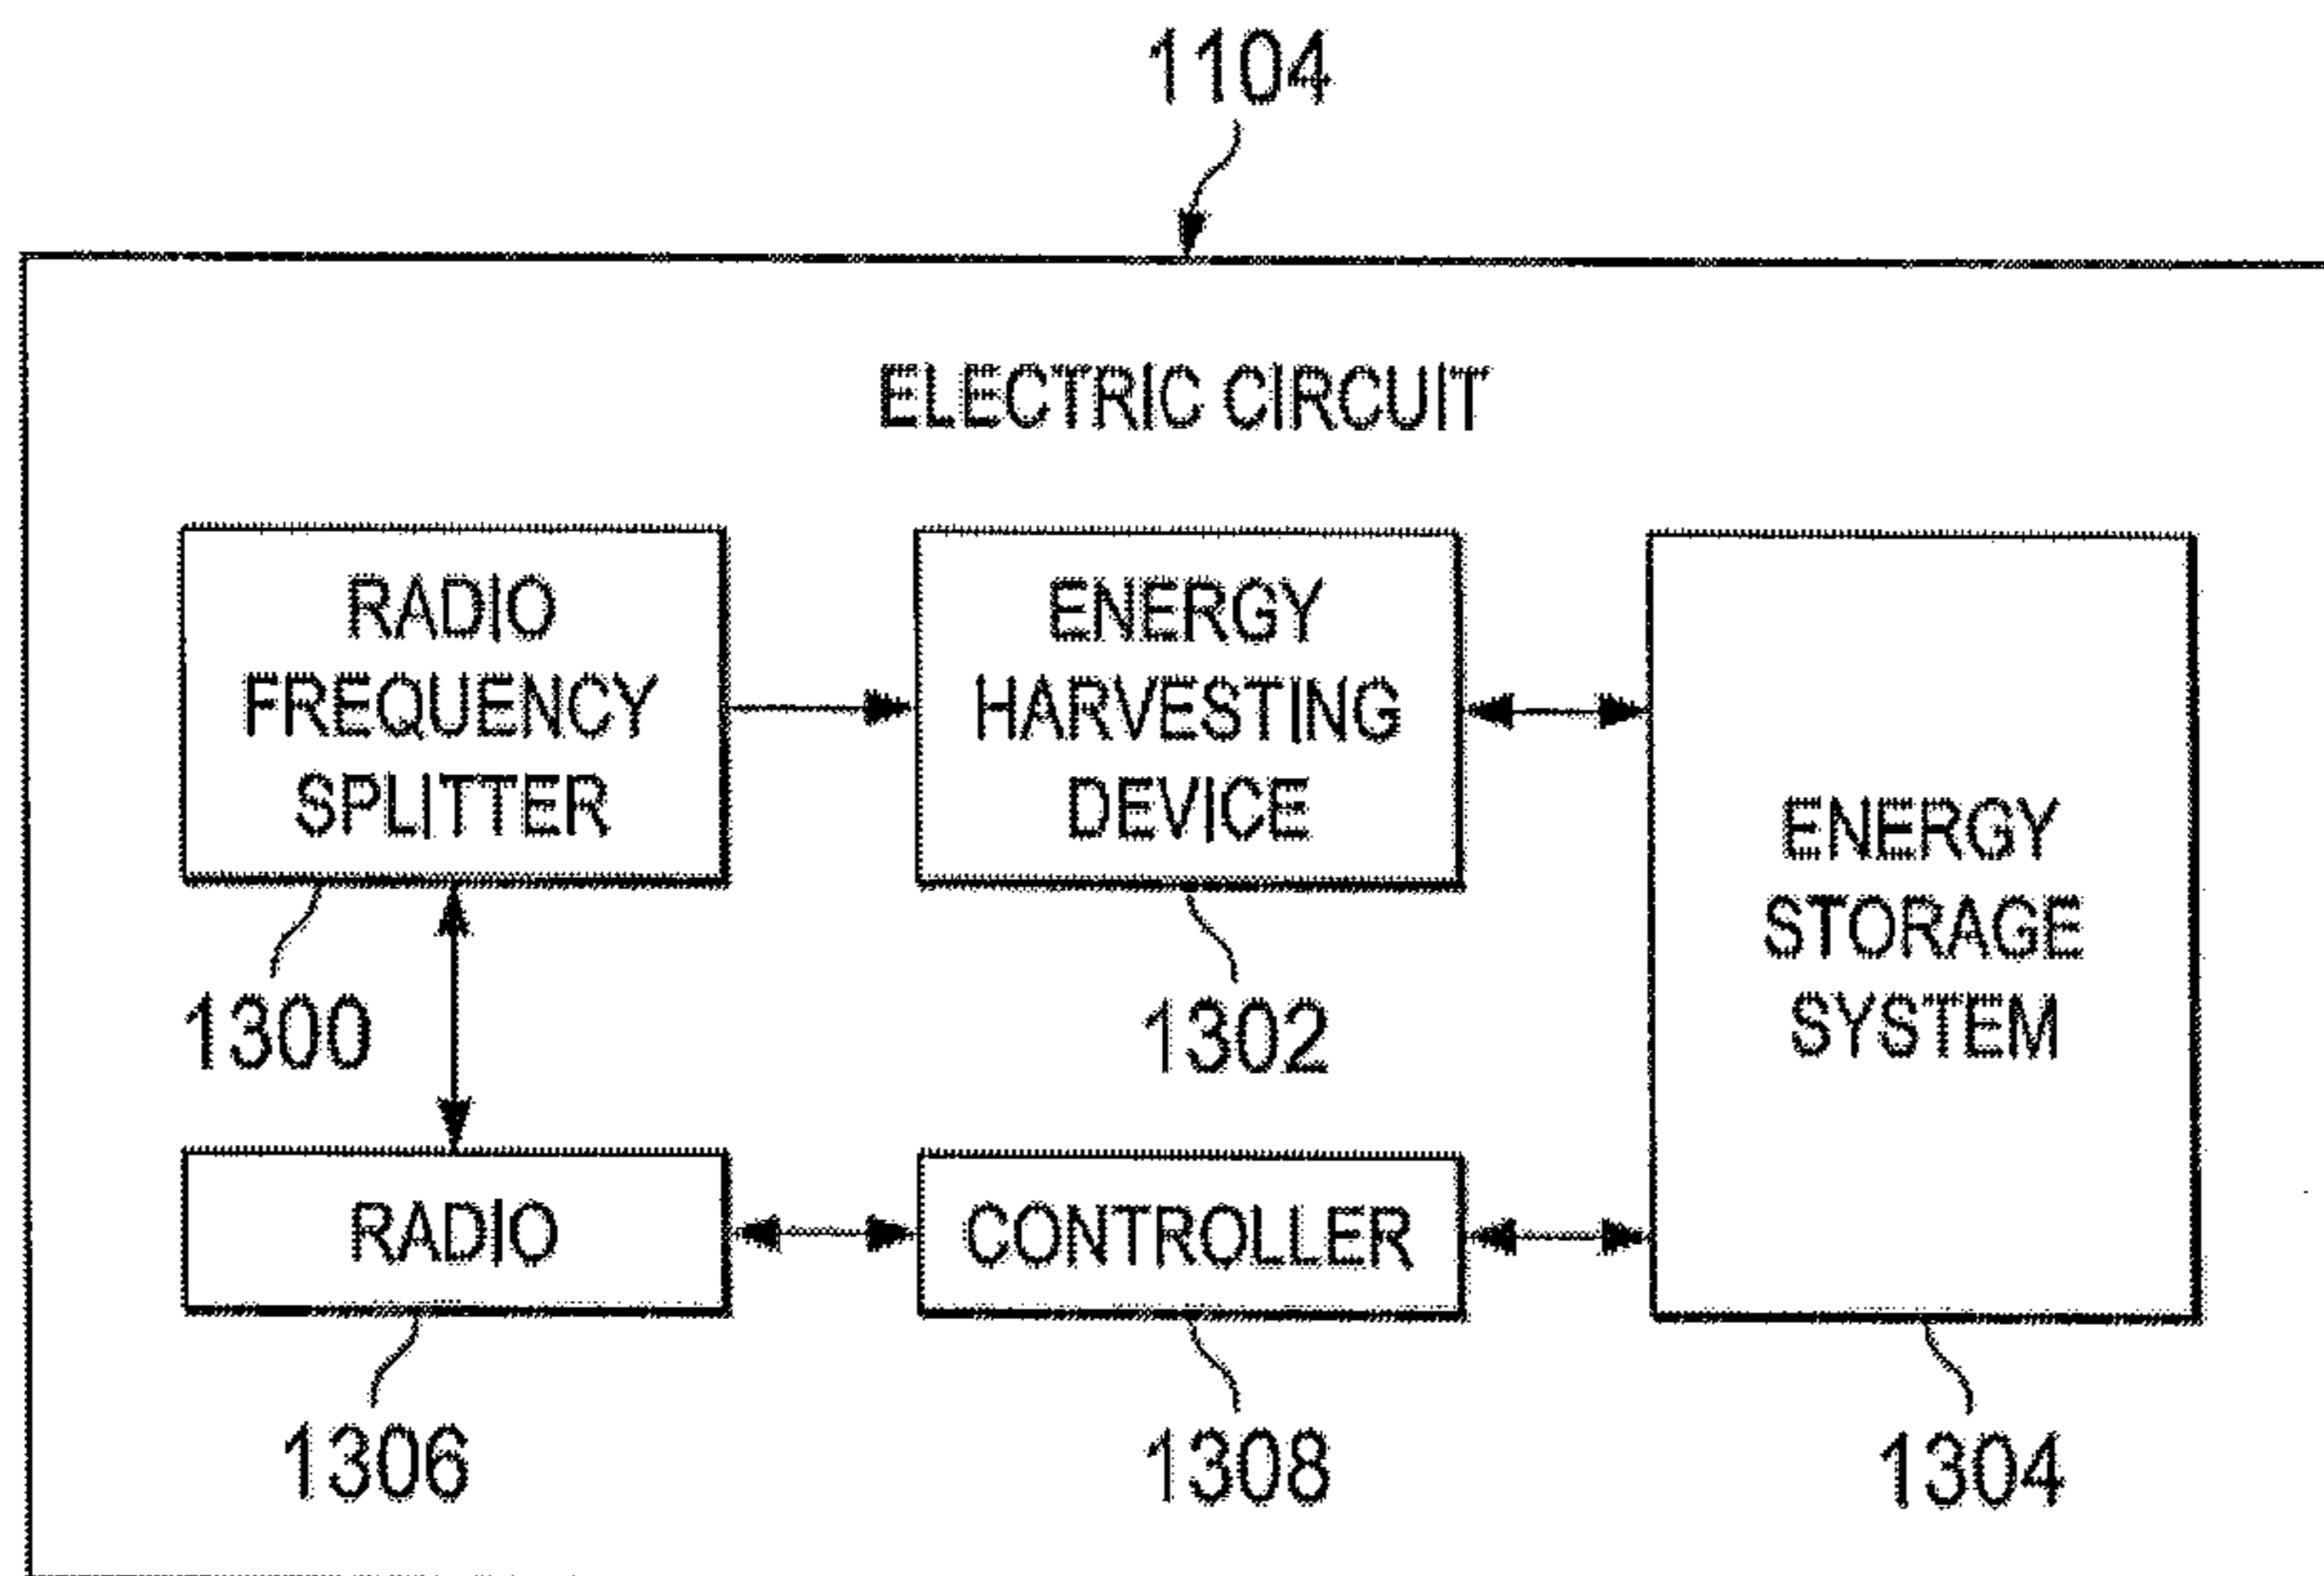 1104
ELECTRIC CIRCUIT
RADIO
FREQUENCY
SPLITTER
1300
ENERGY
HARVESTING
DEVICE
1302
ENERGY
STORAGE
SYSTEM
1304
RADIO
1306
CONTROLLER
1308